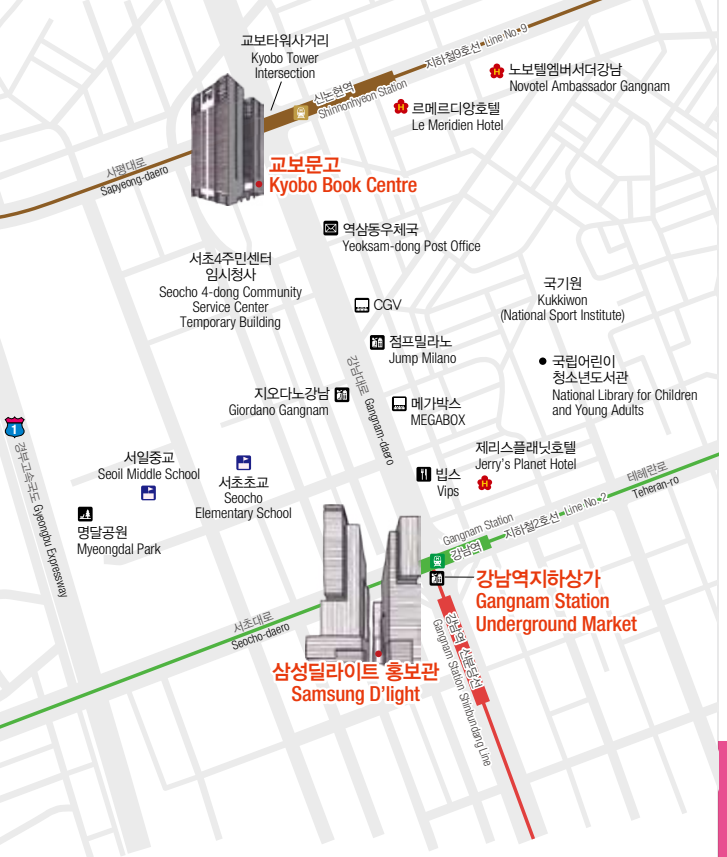 교보타워사거리
Kyobo Tower
Intersection
지하철9호선 Line No. 9
신논현역
Shinnonhyeon Station
노보텔엠버서더강남
Novotel Ambassador Gangnam
H
H
르메르디앙호텔
Le Meridien Hotel
사평대로
Sapyeong-daero
교보문고
Kyobo Book Centre
역삼동우체국
Yeoksam-dong Post Office
서초4주민센터
임시청사
Seocho 4-dong Community
Service Center
Temporary Building
국기원
Kukkiwon
(National Sport Institute)
CGV
점프밀라노
Jump Milano
국립어린이
청소년도서관
National Library for Children
and Young Adults
강남대로 Gangnam-daero
지오다노강남
Giordano Gangnam
메가박스
MEGABOX
1
경부고속국도 Gyeongbu Expressway
서일중교
Seoil Middle School
서초초교
Seocho
Elementary School
제리스플래닛호텔
Jerry's Planet Hotel
H
빕스
Vips
테헤란로
Teheran-ro
명달공원
Myeongdal Park
Gangnam Station
강남역
지하철2호선 Line No. 2
강남역지하상가
Gangnam Station
Underground Market
서초대로
Seocho-daero
강남역 신분당선
Gangnam Station Shinbundang Line
삼성딜라이트 홍보관
Samsung D'light